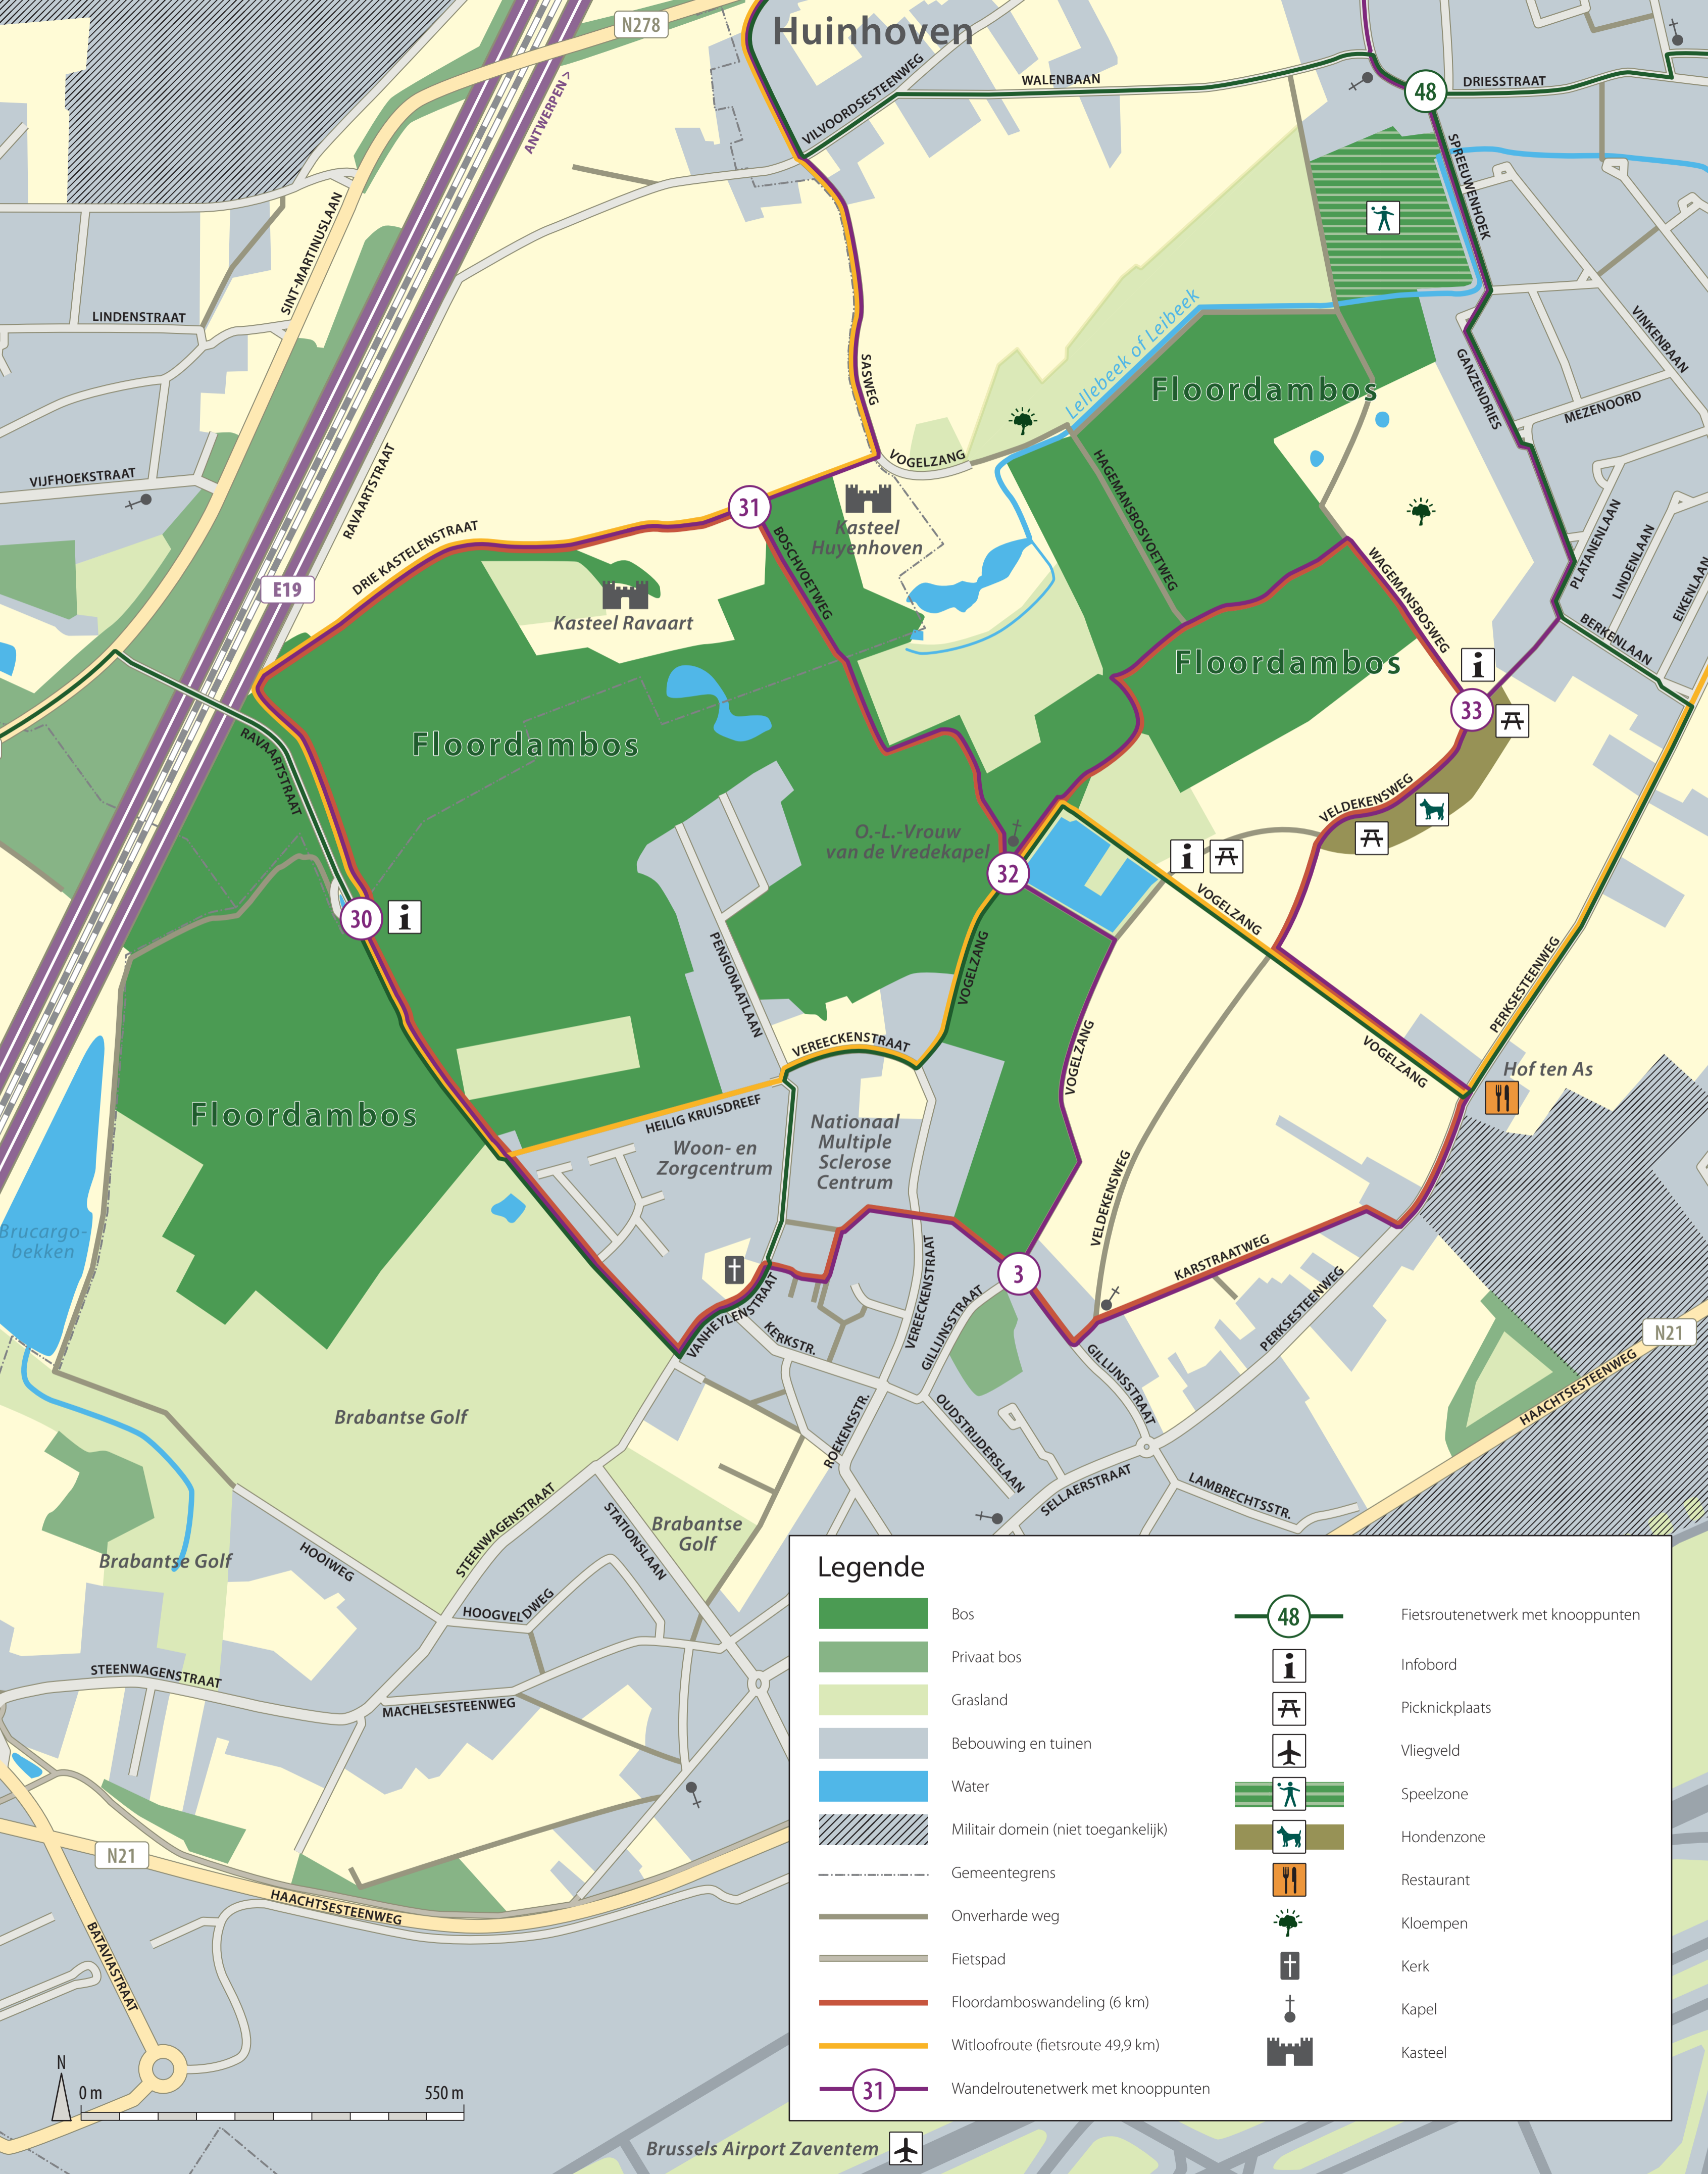 Huinhoven
N278
ANTWERPEN >
VILVOORDSESTEENWEG
WALENBAAN
48
DRIESSTRAAT
SPREEUWENHOEK
SINT-MARTINUSLAAN
LINDENSTRAAT
VIJFHOEKSTRAAT
RAVAARTSTRAAT
SASWEG
Lellebeek of Leibeek
Floordambos
GANZENDRIES
VINKENBAAN
MEZENOORD
VOGELZANG
HAGEMANSBOSVOETWEG
31
Kasteel
Huyenhoven
DRIE KASTELENSTRAAT
BOSCHVOETWEG
E19
Kasteel Ravaart
WAGEMANSBOSWEG
PLATANENLAAN
LINDENLAAN
EIKENLAAN
BERKENLAAN
Floordambos
33
Floordambos
RAVAARTSTRAAT
VELDEKENSWEG
O.-L.-Vrouw
van de Vredekapel
32
30
VOGELZANG
VOGELZANG
PENSIONAATLAAN
PERKSESTEENWEG
VEREECKENSTRAAT
VOGELZANG
VOGELZANG
Hof ten As
Floordambos
HEILIG KRUISDREEF
Nationaal
Multiple
Sclerose
Centrum
Woon- en
Zorgcentrum
Brucargo-
bekken
VELDEKENSWEG
KARSTRAATWEG
3
VANHEYLENSTRAAT
KERKSTR.
VEREECKENSTRAAT
GILLIJNSSTRAAT
GILLIJNSSTRAAT
PERKSESTEENWEG
N21
HAACHTSESTEENWEG
Brabantse Golf
ROEKENSSTR.
OUDSTRIJDERSLAAN
SELLAERSTRAAT
LAMBRECHTSSTR.
STEENWAGENSTRAAT
STATIONSLAAN
Brabantse
Golf
Brabantse Golf
HOOIWEG
HOOGVELDWEG
STEENWAGENSTRAAT
MACHELSESTEENWEG
N21
HAACHTSESTEENWEG
BATAVIASTRAAT
N
0 m
550 m
Brussels Airport Zaventem
Legende
Bos
Privaat bos
Grasland
Bebouwing en tuinen
Water
Militair domein (niet toegankelijk)
Gemeentegrens
Onverharde weg
Fietspad
Floordamboswandeling (6 km)
Witloofroute (fietsroute 49,9 km)
31
Wandelroutenetwerk met knooppunten
48
Fietsroutenetwerk met knooppunten
Infobord
Picknickplaats
Vliegveld
Speelzone
Hondenzone
Restaurant
Kloempen
Kerk
Kapel
Kasteel